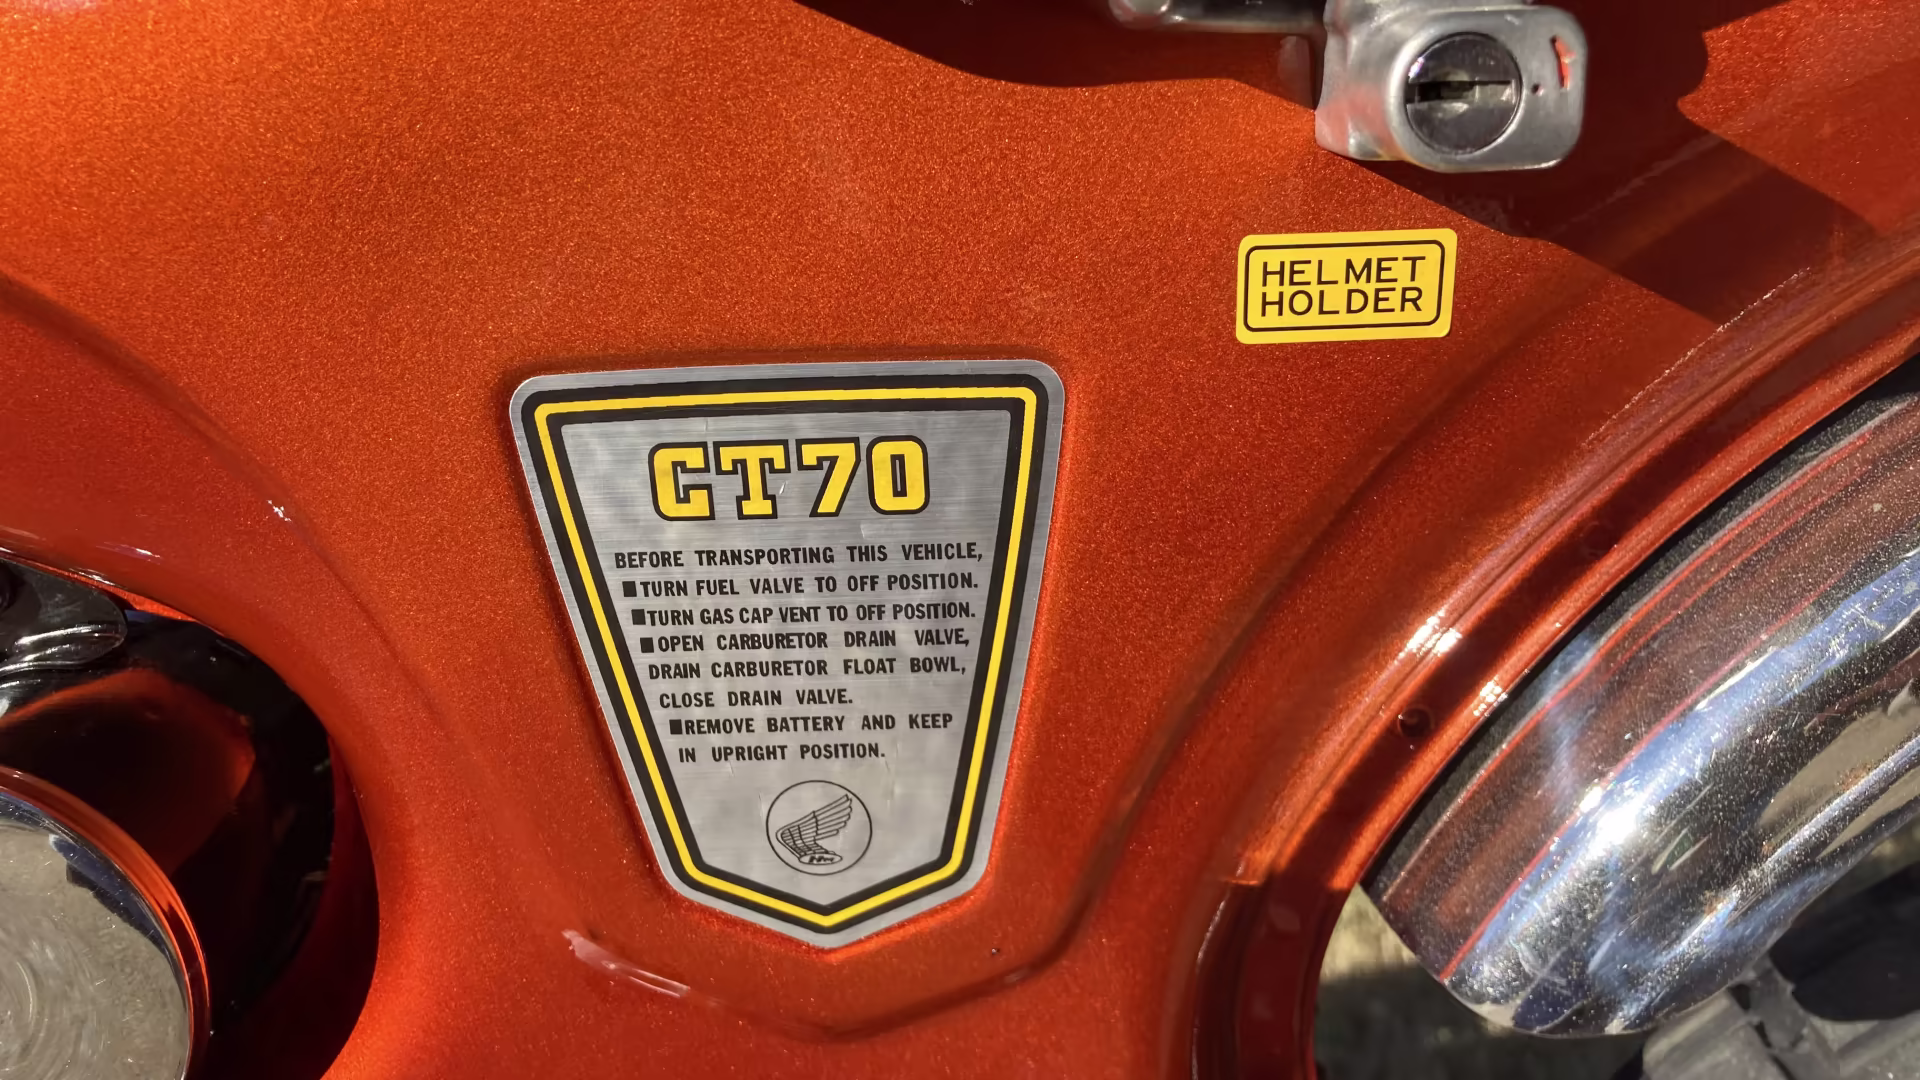 HELMET
HOLDER
CT70
BEFORE TRANSPORTING THIS VEHICLE,
■TURN FUEL VALVE TO OFF POSITION.
■TURN GAS CAP VENT TO OFF POSITION.
■OPEN CARBURETOR DRAIN VALVE,
DRAIN CARBURETOR FLOAT BOWL,
CLOSE DRAIN VALVE.
■REMOVE BATTERY AND KEEP
IN UPRIGHT POSITION.